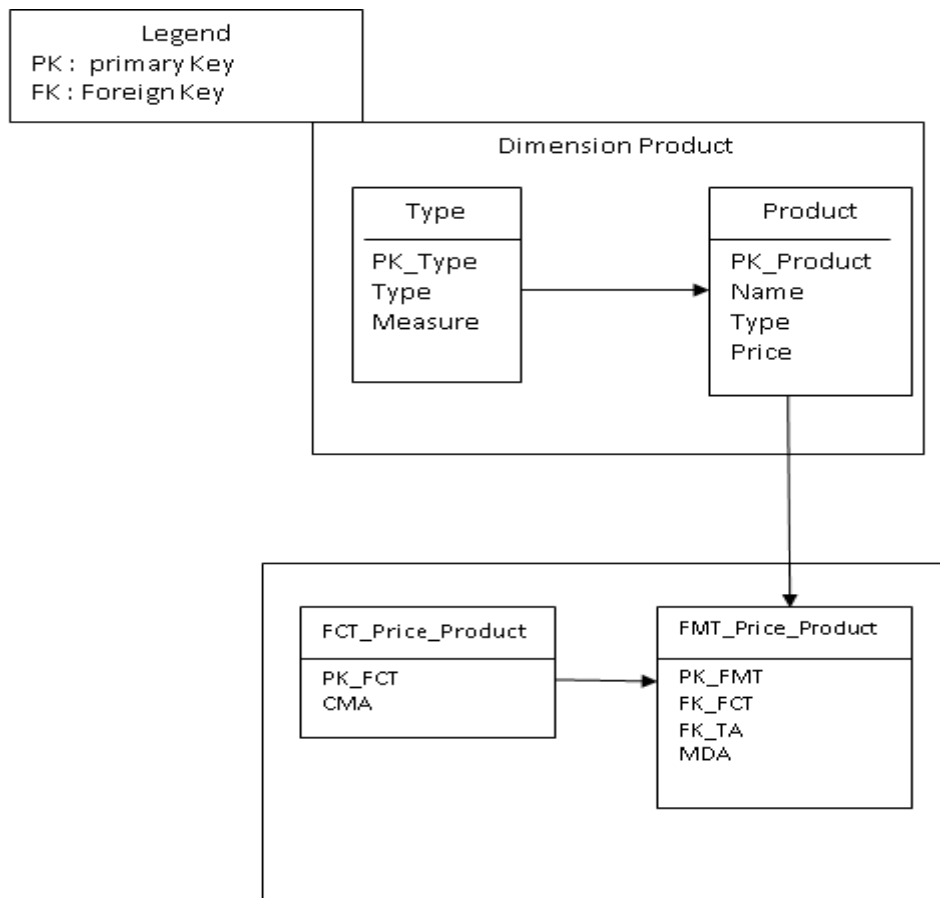 Legend
PK : primary Key
FK : Foreign Key
Dimension Product
Type
PK_Type
Type
Measure
Product
PK_Product
Name
Type
Price
FCT_Price_Product
PK_FCT
CMA
FMT_Price_Product
PK_FMT
FK_FCT
FK_TA
MDA